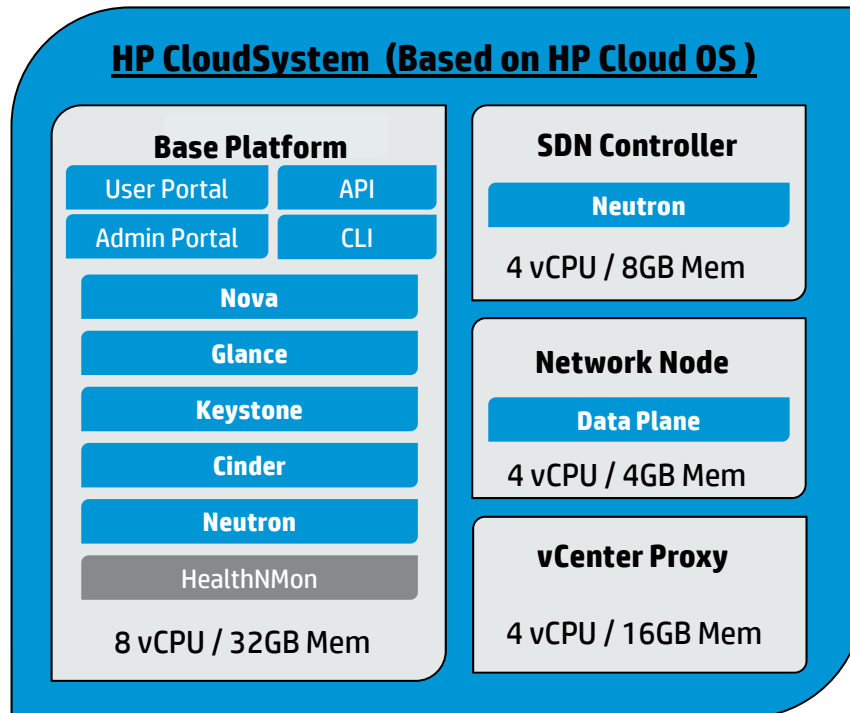 HP CloudSystem (Based on HP Cloud OS )
Base Platform
User Portal
API
Admin Portal
CLI
Nova
Glance
Keystone
Cinder
Neutron
HealthNMon
8 vCPU / 32GB Mem
SDN Controller
Neutron
4 vCPU / 8GB Mem
Network Node
Data Plane
4 vCPU / 4GB Mem
vCenter Proxy
4 vCPU / 16GB Mem